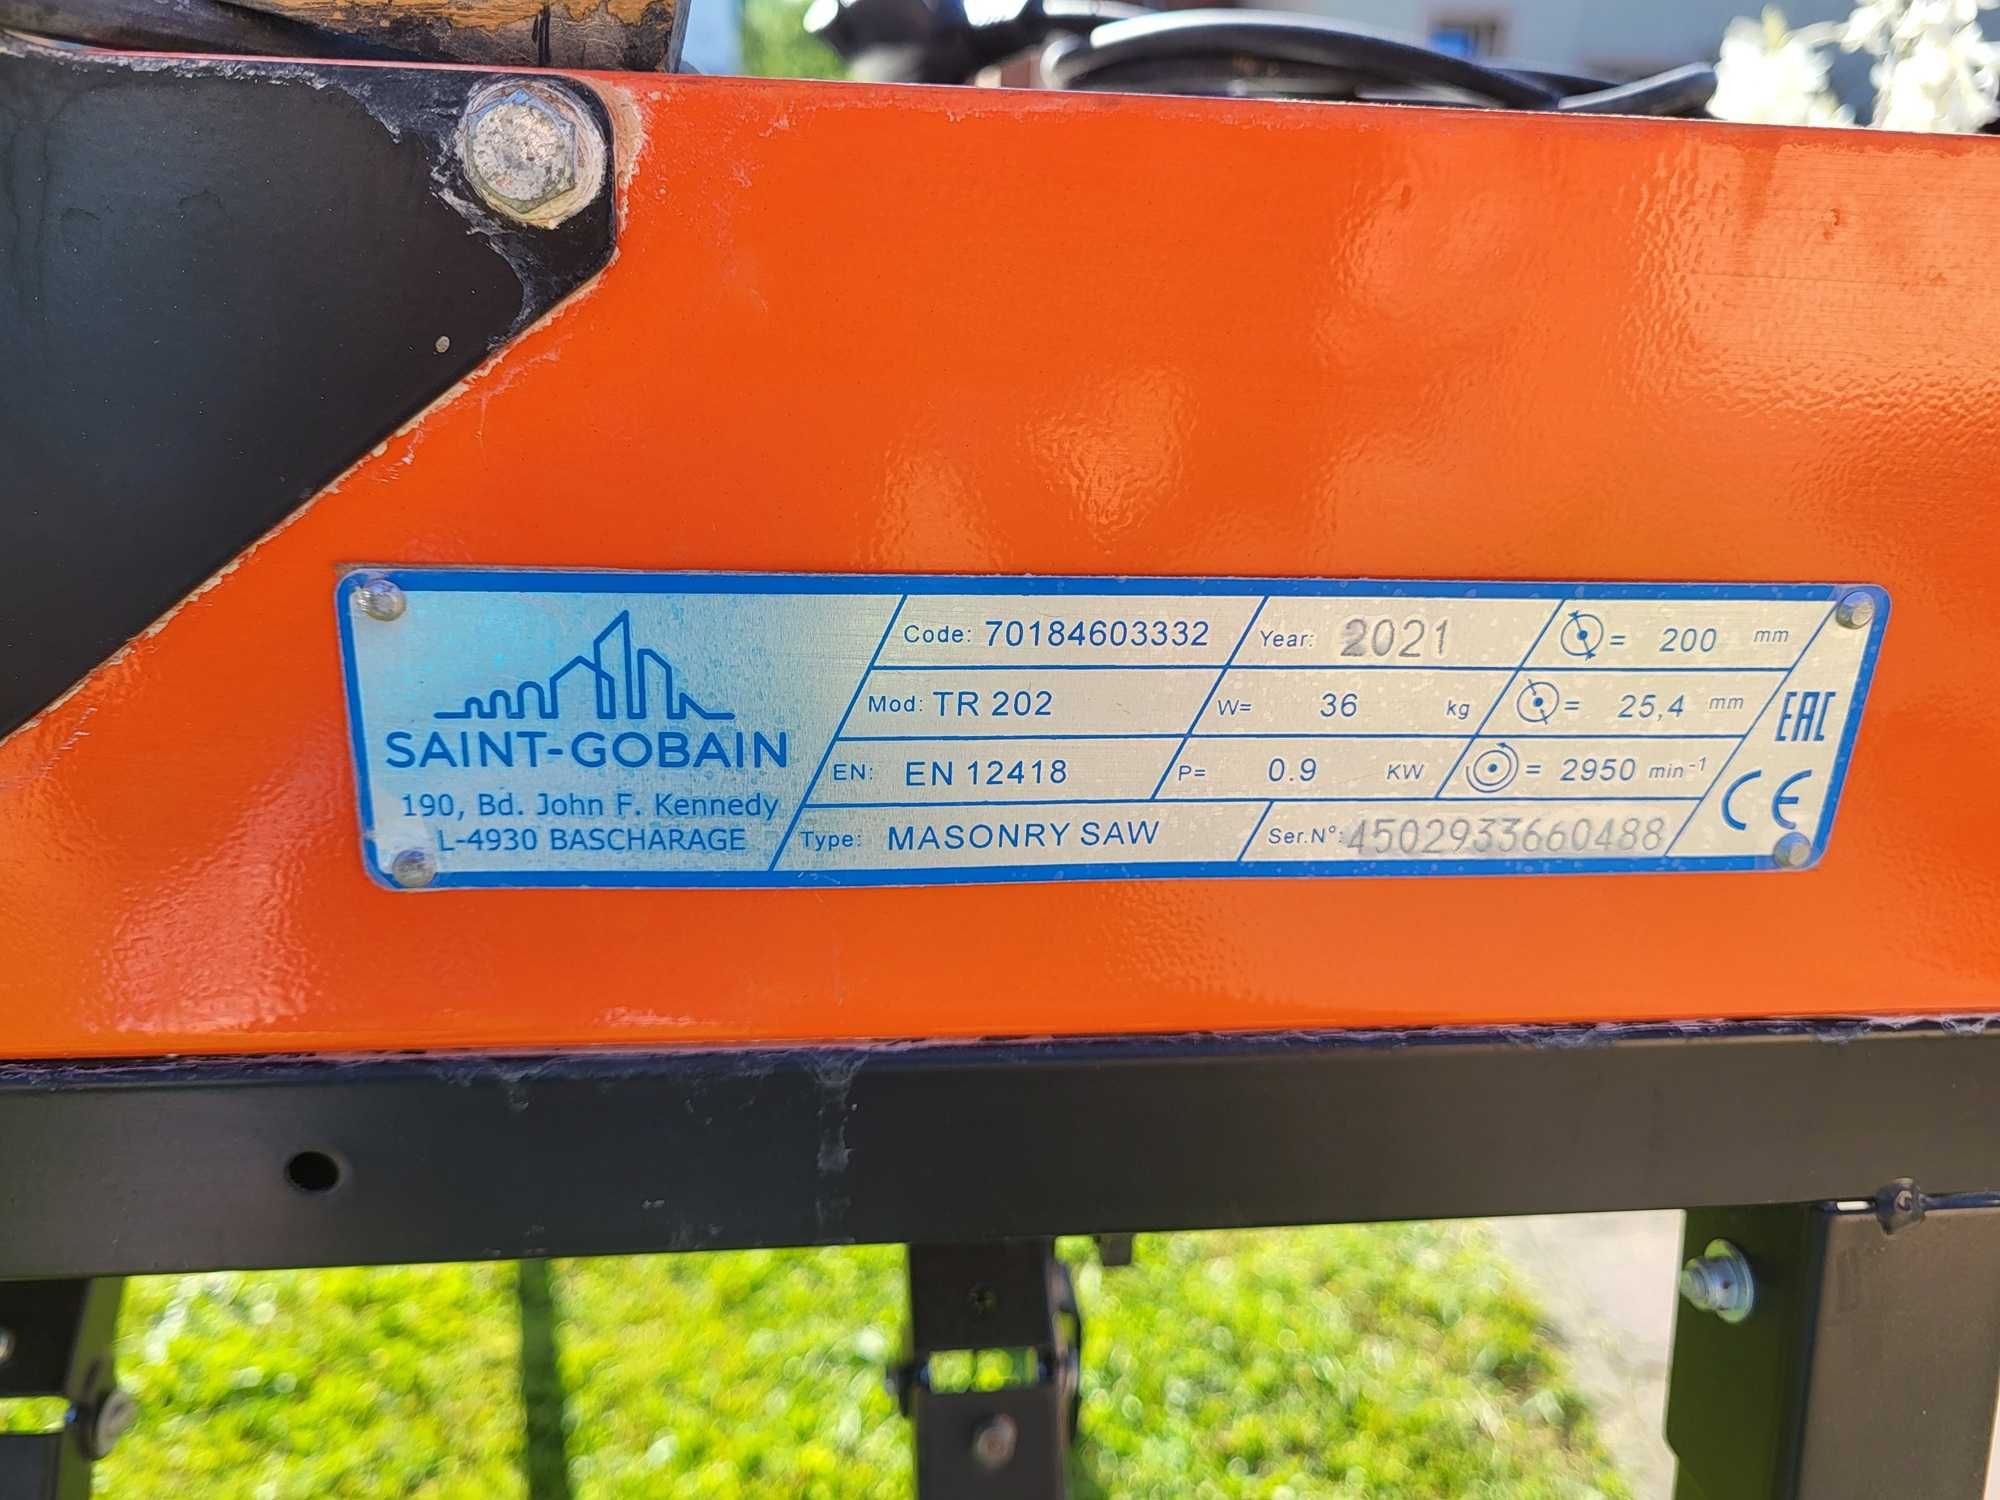 SAINT-GOBAIN
190, Bd. John F. Kennedy
L-4930 BASCHARAGE
Code: 70184603332 Year: 2021 = 200 mm
Mod: TR 202 W= 36 kg = 25,4 mm
EN: EN 12418 P= 0.9 KW = 2950 min⁻¹
Type: MASONRY SAW Ser.N°: 4502933660488
EAC
CE